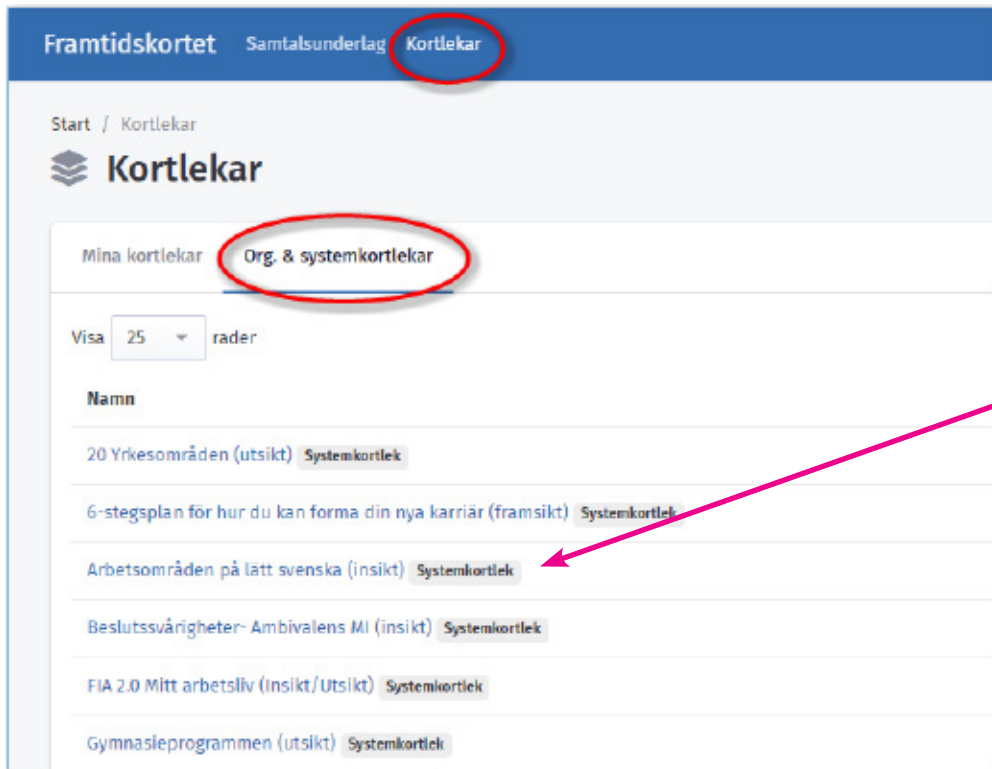 Framtidskortet Samtalsunderlag Kortlekar
Start / Kortlekar
Kortlekar
Mina kortlekar Org. & systemkortlekar
Visa 25 rader
Namn
20 Yrkesområden (utsikt) Systemkortlek
6-stegsplan för hur du kan forma din nya karriär (framsikt) Systemkortlek
Arbetsområden på lätt svenska (insikt) Systemkortlek
Beslutssvårigheter- Ambivalens MI (insikt) Systemkortlek
FIA 2.0 Mitt arbetsliv (Insikt/Utsikt) Systemkortlek
Gymnasieprogrammen (utsikt) Systemkortlek